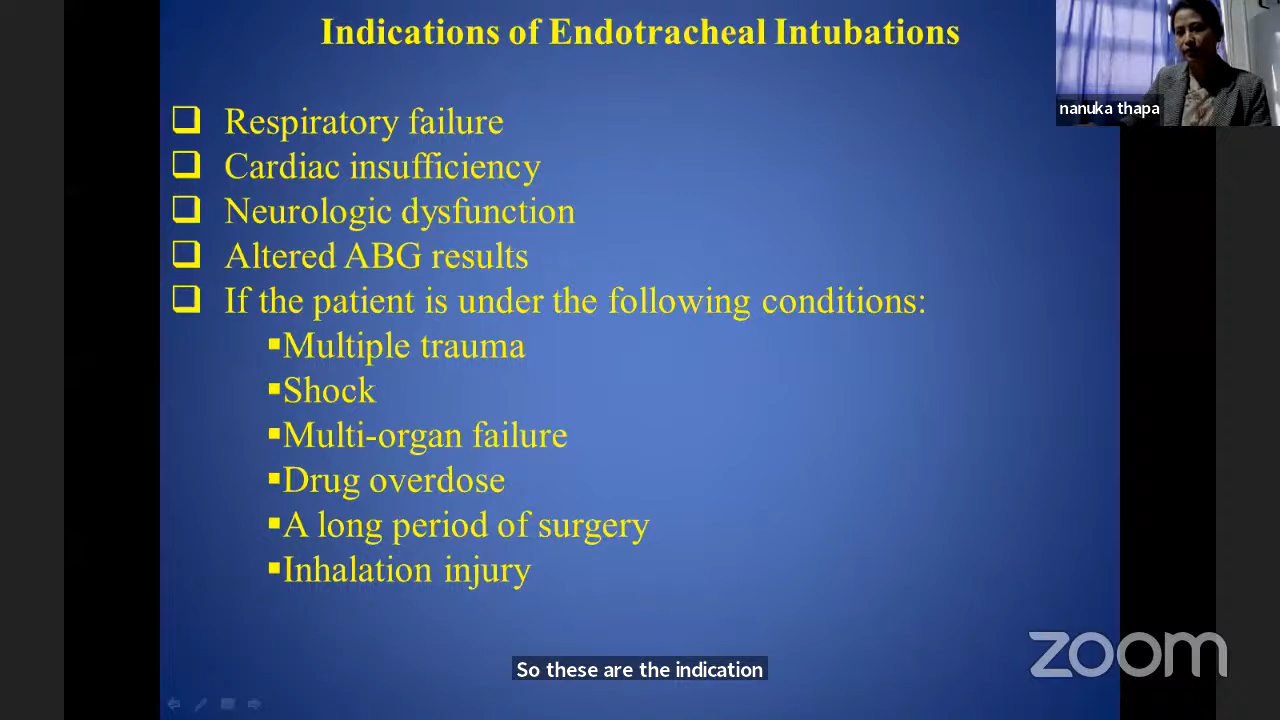 Indications of Endotracheal Intubations
nanuka thapa
Respiratory failure
Cardiac insufficiency
Neurologic dysfunction
Altered ABG results
If the patient is under the following conditions:
Multiple trauma
Shock
Multi-organ failure
Drug overdose
A long period of surgery
Inhalation injury
So these are the indication
zoom